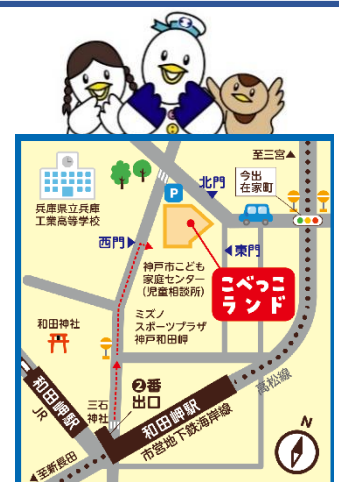 至三宮▲
P
北門
今出
在家町
兵庫県立兵庫
工業高等学校
西門
東門
神戸市こども
家庭センター
(児童相談所)
こべっこ
ランド
ミズノ
スポーツプラザ
神戸和田岬
和田神社
❷番
出口
三石
神社
和田岬駅
JR
和田岬駅
市営地下鉄海岸線
高松線
◀至新長田
N